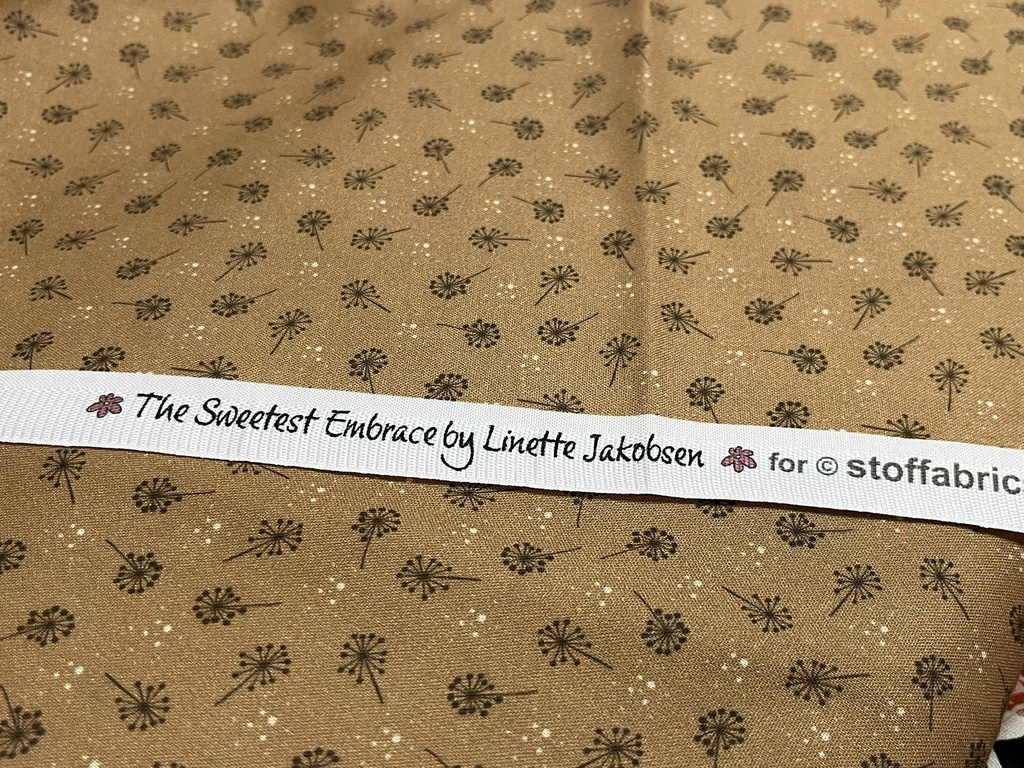 The Sweetest Embrace by Linette Jakobsen for © stoffabrics